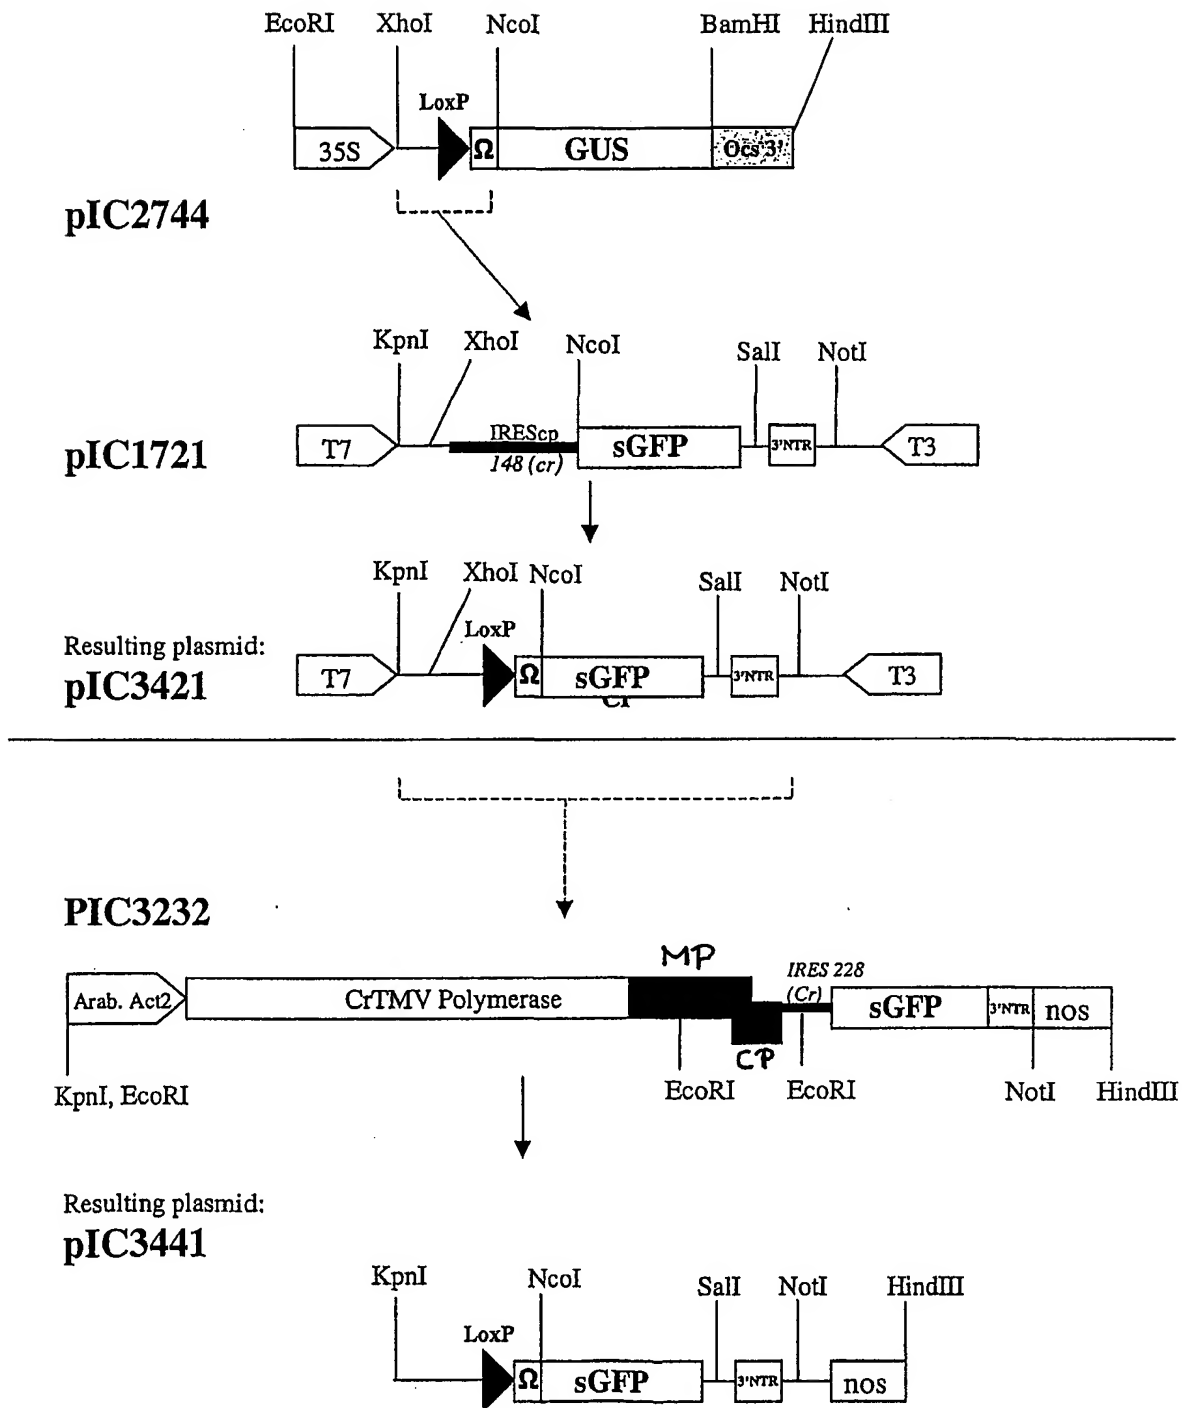 EcoRI XhoI NcoI BamHI HindIII
LoxP
35S Ω GUS Ocs 3'
pIC2744
KpnI XhoI NcoI SalI NotI
T7 IREScp sGFP 3'NTR T3
148 (cr)
pIC1721
KpnI XhoI NcoI SalI NotI
LoxP
Resulting plasmid:
pIC3421
T7 Ω sGFP 3'NTR T3
Cr
PIC3232
MP
IRES 228
(Cr)
Arab. Act2 CrTMV Polymerase sGFP 3'NTR nos
CP
KpnI, EcoRI EcoRI EcoRI NotI HindIII
Resulting plasmid:
pIC3441
KpnI NcoI SalI NotI HindIII
LoxP
Ω sGFP 3'NTR nos